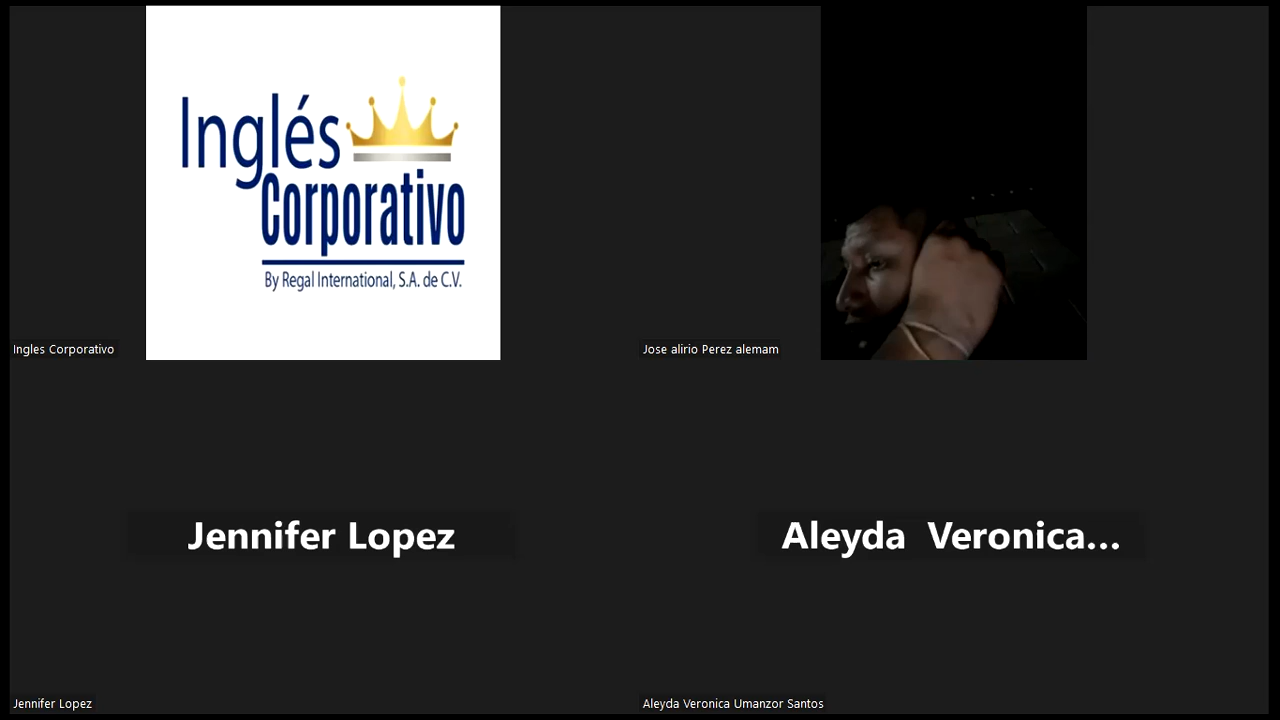 Inglés
Corporativo
By Regal International, S.A. de C.V.
Ingles Corporativo
Jose alirio Perez alemam
Jennifer Lopez
Aleyda Veronica...
Jennifer Lopez
Aleyda Veronica Umanzor Santos